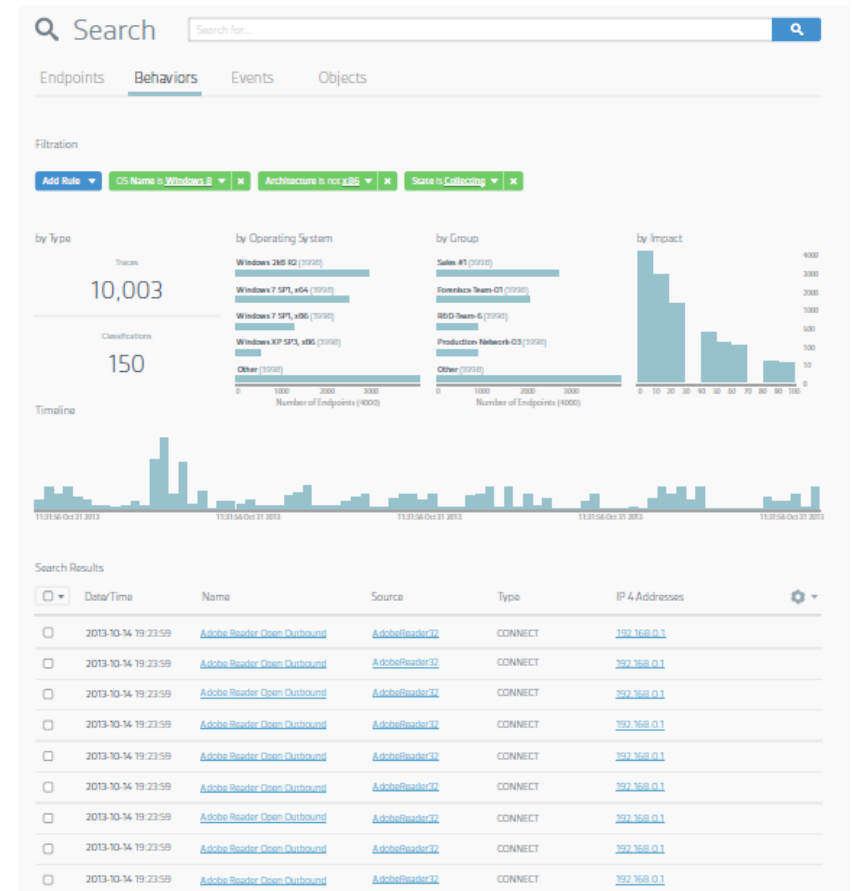 Search Search for...
Endpoints Behaviors Events Objects
Filtration
Add Rule OS Name is Windows 8 Architecture is not x86 State is Collecting
by Type by Operating System by Group by Impact
Traces
10,003
Classifications
150
Windows 2k8 R2 (3998)
Windows 7 SP1, x64 (3998)
Windows 7 SP1, x86 (3998)
Windows XP SP3, x86 (3998)
Other (3998)
0 1000 2000 3000
Number of Endpoints (4000)
Sales #1 (3998)
Forensics-Team-01 (3998)
R&D-Team-6 (3998)
Production-Network-03 (3998)
Other (3998)
0 1000 2000 3000
Number of Endpoints (4000)
4000
3000
2000
1000
500
100
10
0
0 10 20 30 40 50 60 70 80 90 100
Timeline
11:31:56 Oct 31 2013 11:31:56 Oct 31 2013 11:31:56 Oct 31 2013 11:31:56 Oct 31 2013 11:31:56 Oct 31 2013
Search Results
Date/Time Name Source Type IP 4 Addresses
2013-10-14 19:23:59 Adobe Reader Open Outbound AdobeReader32 CONNECT 192.168.0.1
2013-10-14 19:23:59 Adobe Reader Open Outbound AdobeReader32 CONNECT 192.168.0.1
2013-10-14 19:23:59 Adobe Reader Open Outbound AdobeReader32 CONNECT 192.168.0.1
2013-10-14 19:23:59 Adobe Reader Open Outbound AdobeReader32 CONNECT 192.168.0.1
2013-10-14 19:23:59 Adobe Reader Open Outbound AdobeReader32 CONNECT 192.168.0.1
2013-10-14 19:23:59 Adobe Reader Open Outbound AdobeReader32 CONNECT 192.168.0.1
2013-10-14 19:23:59 Adobe Reader Open Outbound AdobeReader32 CONNECT 192.168.0.1
2013-10-14 19:23:59 Adobe Reader Open Outbound AdobeReader32 CONNECT 192.168.0.1
2013-10-14 19:23:59 Adobe Reader Open Outbound AdobeReader32 CONNECT 192.168.0.1